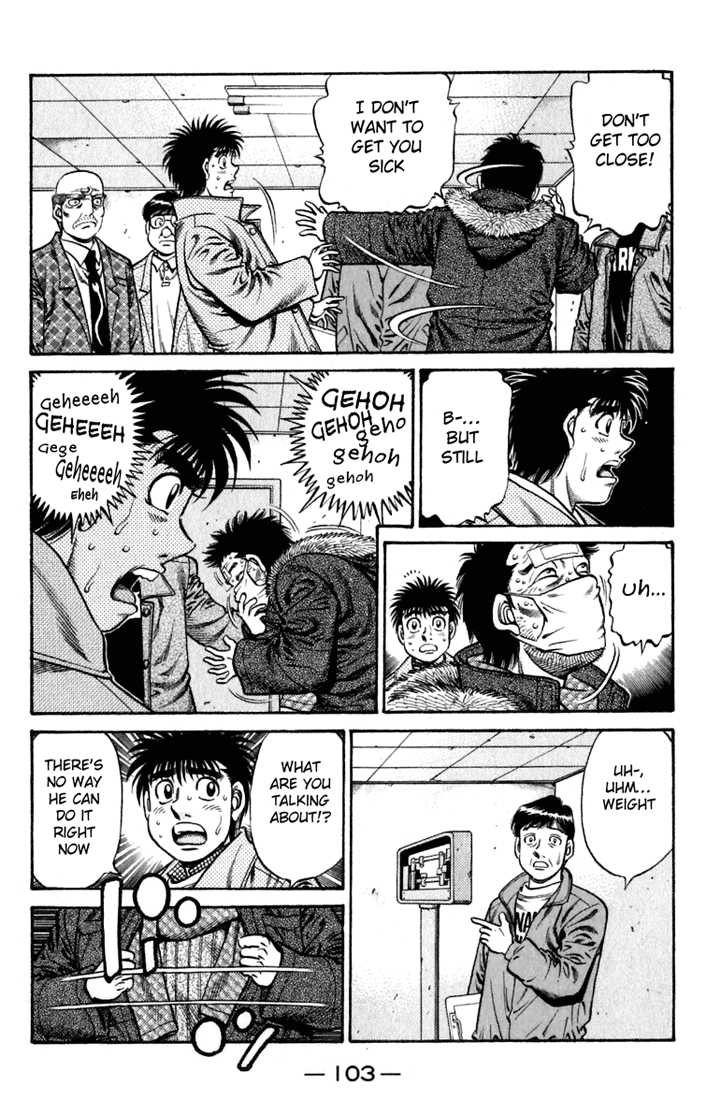 DON'T
GET TOO
CLOSE!
I DON'T
WANT TO
GET YOU
SICK
B-...
BUT
STILL
GEHOH
GEHOH
geho
gehoh
gehoh
Geheeeeh
GEHEEEH
Gege
Geheeeeh
Eheh
Uh...
WHAT
ARE YOU
TALKING
ABOUT!?
THERE'S
NO WAY
HE CAN
DO IT
RIGHT
NOW
UH-,
UHM...
WEIGHT
— 103 —